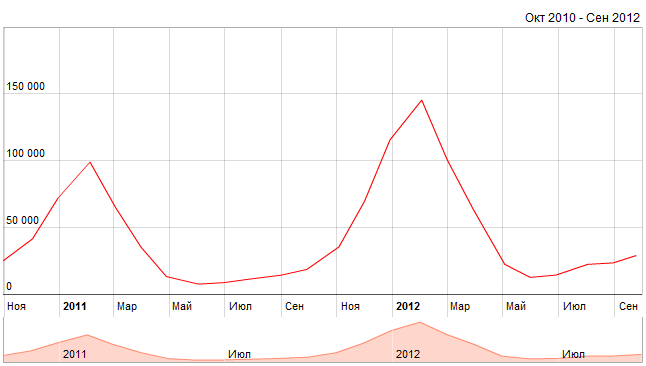 Окт 2010 - Сен 2012
150 000
100 000
50 000
0
Ноя 2011 Мар Май Июл Сен Ноя 2012 Мар Май Июл Сен
2011 Июл 2012 Июл